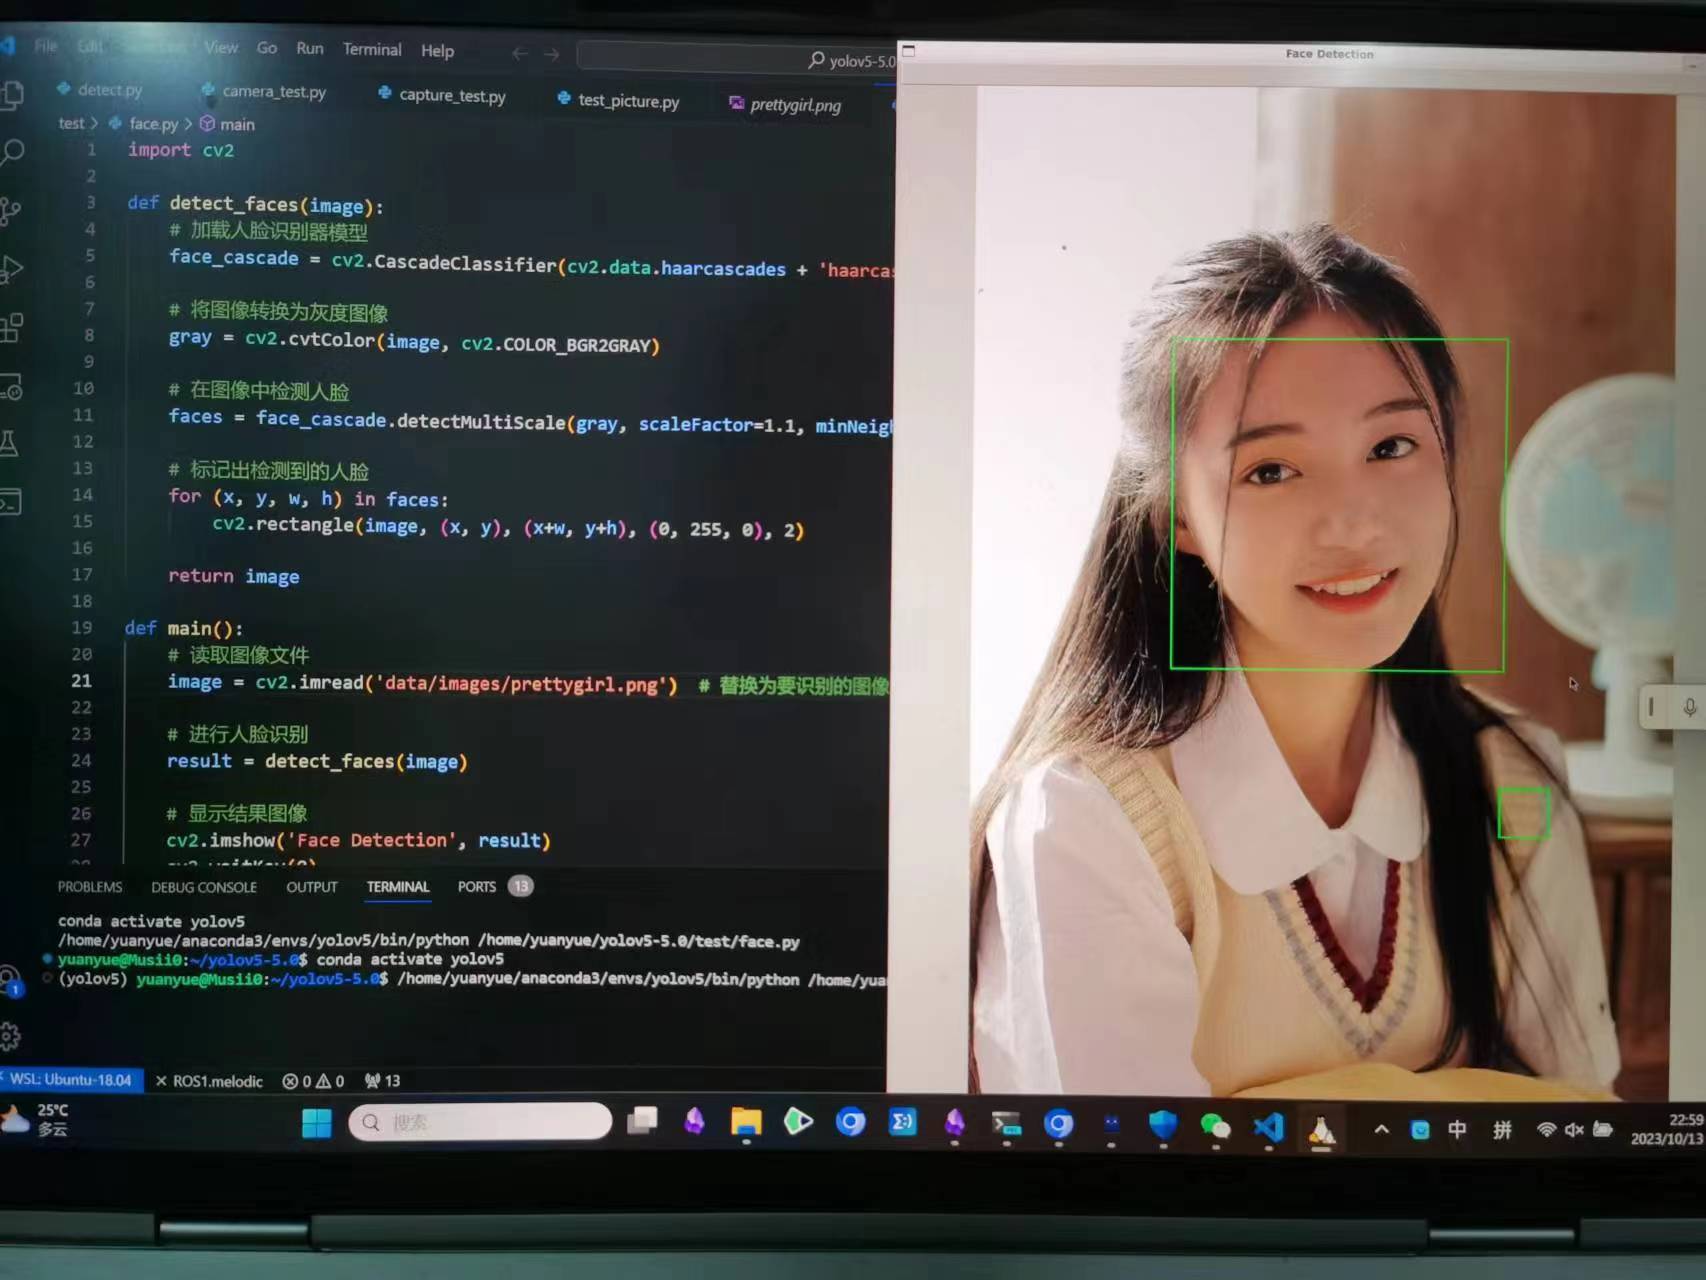 File Edit View Go Run Terminal Help
yolov5-5.0
detect.py camera_test.py capture_test.py test_picture.py prettygirl.png
test > face.py > main
1 import cv2
2
3 def detect_faces(image):
4 # 加载人脸识别器模型
5 face_cascade = cv2.CascadeClassifier(cv2.data.haarcascades + 'haarcas
6
7 # 将图像转换为灰度图像
8 gray = cv2.cvtColor(image, cv2.COLOR_BGR2GRAY)
9
10 # 在图像中检测人脸
11 faces = face_cascade.detectMultiScale(gray, scaleFactor=1.1, minNeigh
12
13 # 标记出检测到的人脸
14 for (x, y, w, h) in faces:
15 cv2.rectangle(image, (x, y), (x+w, y+h), (0, 255, 0), 2)
16
17 return image
18
19 def main():
20 # 读取图像文件
21 image = cv2.imread('data/images/prettygirl.png') # 替换为要识别的图像
22
23 # 进行人脸识别
24 result = detect_faces(image)
25
26 # 显示结果图像
27 cv2.imshow('Face Detection', result)
PROBLEMS DEBUG CONSOLE OUTPUT TERMINAL PORTS 13
conda activate yolov5
/home/yuanyue/anaconda3/envs/yolov5/bin/python /home/yuanyue/yolov5-5.0/test/face.py
yuanyue@Musii0:~/yolov5-5.0$ conda activate yolov5
(yolov5) yuanyue@Musii0:~/yolov5-5.0$ /home/yuanyue/anaconda3/envs/yolov5/bin/python /home/yua
1
WSL: Ubuntu-18.04 ROS1.melodic 0 0 13
Face Detection
25°C
多云
搜索
中 拼
22:59
2023/10/13